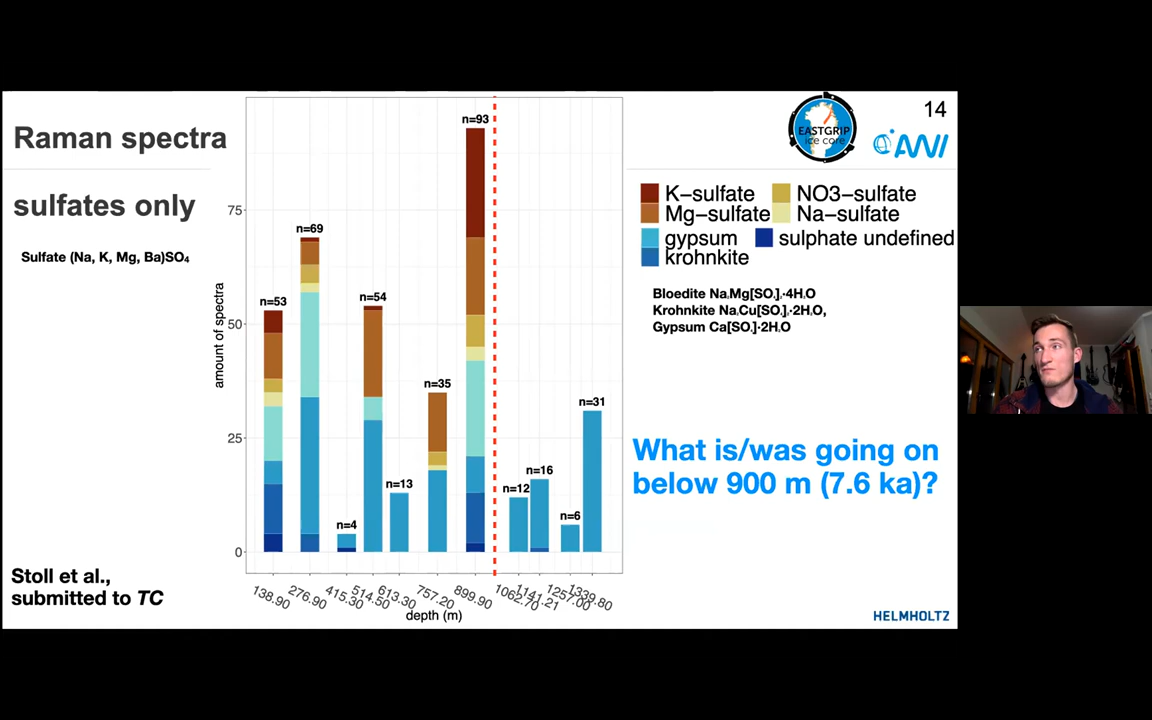 Raman spectra
sulfates only
Sulfate (Na, K, Mg, Ba)SO₄
Stoll et al.,
submitted to TC
amount of spectra
75
50
25
0
n=53
n=69
n=4
n=54
n=13
n=35
n=93
n=12
n=16
n=6
n=31
138.90
276.90
415.30
514.50
613.30
757.20
899.90
1062.70
1141.21
1257.00
1339.80
depth (m)
EASTGRIP
ice core
AWI
14
K-sulfate
NO3-sulfate
Mg-sulfate
Na-sulfate
gypsum
sulphate undefined
krohnkite
Bloedite Na₂Mg[SO₄]₂·4H₂O
Krohnkite Na₂Cu[SO₄]₂·2H₂O,
Gypsum Ca[SO₄]·2H₂O
What is/was going on
below 900 m (7.6 ka)?
HELMHOLTZ